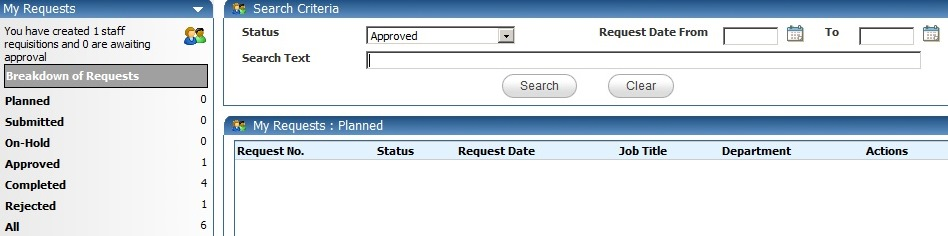 My Requests
You have created 1 staff
requisitions and 0 are awaiting
approval
Breakdown of Requests
Planned 0
Submitted 0
On-Hold 0
Approved 1
Completed 4
Rejected 1
All 6
Search Criteria
Status Approved Request Date From To
Search Text
Search Clear
My Requests : Planned
Request No. Status Request Date Job Title Department Actions